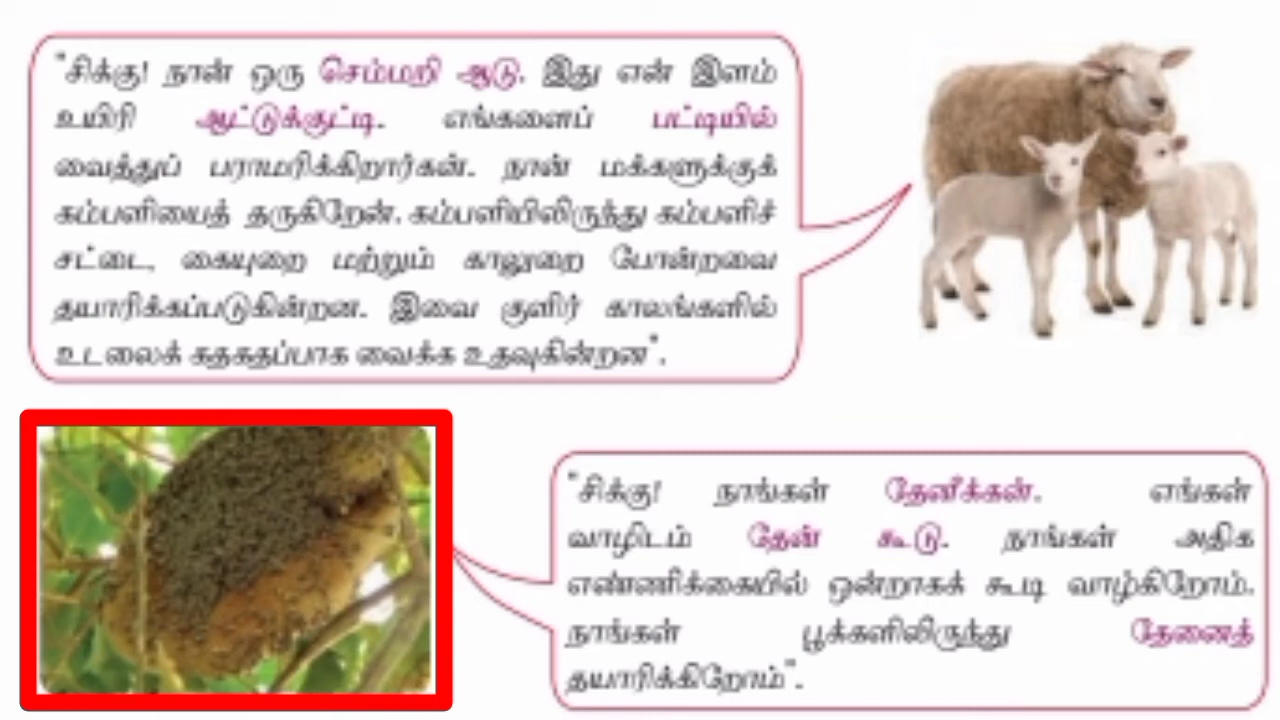 "சிக்கு! நான் ஒரு செம்மறி ஆடு. இது என் இளம்
உயிரி ஆட்டுக்குட்டி. எங்களைப் பட்டியில்
வைத்துப் பராமரிக்கிறார்கள். நான் மக்களுக்குக்
கம்பளியைத் தருகிறேன். கம்பளியிலிருந்து கம்பளிச்
சட்டை, கையுறை மற்றும் காலுறை போன்றவை
தயாரிக்கப்படுகின்றன. இவை குளிர் காலங்களில்
உடலைக் கதகதப்பாக வைக்க உதவுகின்றன".
"சிக்கு! நாங்கள் தேனீக்கள். எங்கள்
வாழிடம் தேன் கூடு. நாங்கள் அதிக
எண்ணிக்கையில் ஒன்றாகக் கூடி வாழ்கிறோம்.
நாங்கள் பூக்களிலிருந்து தேனைத்
தயாரிக்கிறோம்".